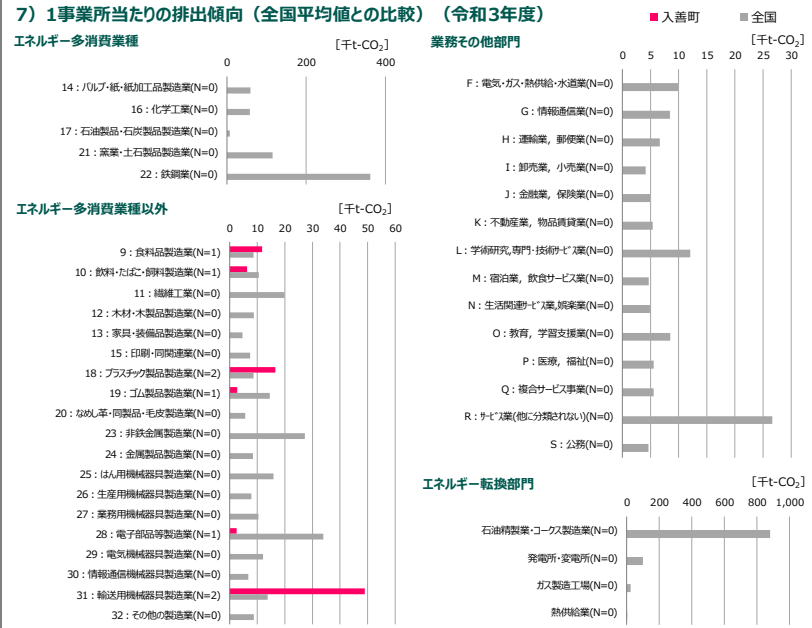 7）1事業所当たりの排出傾向（全国平均値との比較）（令和3年度）
■入善町 ■全国
エネルギー多消費業種
[千t-CO₂]
0 200 400
14：パルプ･紙･紙加工品製造業(N=0)
16：化学工業(N=0)
17：石油製品･石炭製品製造業(N=0)
21：窯業･土石製品製造業(N=0)
22：鉄鋼業(N=0)
エネルギー多消費業種以外
[千t-CO₂]
0 10 20 30 40 50 60
9：食料品製造業(N=1)
10：飲料･たばこ･飼料製造業(N=1)
11：繊維工業(N=0)
12：木材･木製品製造業(N=0)
13：家具･装備品製造業(N=0)
15：印刷･同関連業(N=0)
18：プラスチック製品製造業(N=2)
19：ゴム製品製造業(N=1)
20：なめし革･同製品･毛皮製造業(N=0)
23：非鉄金属製造業(N=0)
24：金属製品製造業(N=0)
25：はん用機械器具製造業(N=0)
26：生産用機械器具製造業(N=0)
27：業務用機械器具製造業(N=0)
28：電子部品等製造業(N=1)
29：電気機械器具製造業(N=0)
30：情報通信機械器具製造業(N=0)
31：輸送用機械器具製造業(N=2)
32：その他の製造業(N=0)
業務その他部門
[千t-CO₂]
0 5 10 15 20 25 30
F：電気･ガス･熱供給･水道業(N=0)
G：情報通信業(N=0)
H：運輸業，郵便業(N=0)
I：卸売業，小売業(N=0)
J：金融業，保険業(N=0)
K：不動産業，物品賃貸業(N=0)
L：学術研究,専門･技術ｻｰﾋﾞｽ業(N=0)
M：宿泊業，飲食サービス業(N=0)
N：生活関連ｻｰﾋﾞｽ業,娯楽業(N=0)
O：教育，学習支援業(N=0)
P：医療，福祉(N=0)
Q：複合サービス事業(N=0)
R：ｻｰﾋﾞｽ業(他に分類されない)(N=0)
S：公務(N=0)
エネルギー転換部門
[千t-CO₂]
0 200 400 600 800 1,000
石油精製業･コークス製造業(N=0)
発電所･変電所(N=0)
ガス製造工場(N=0)
熱供給業(N=0)